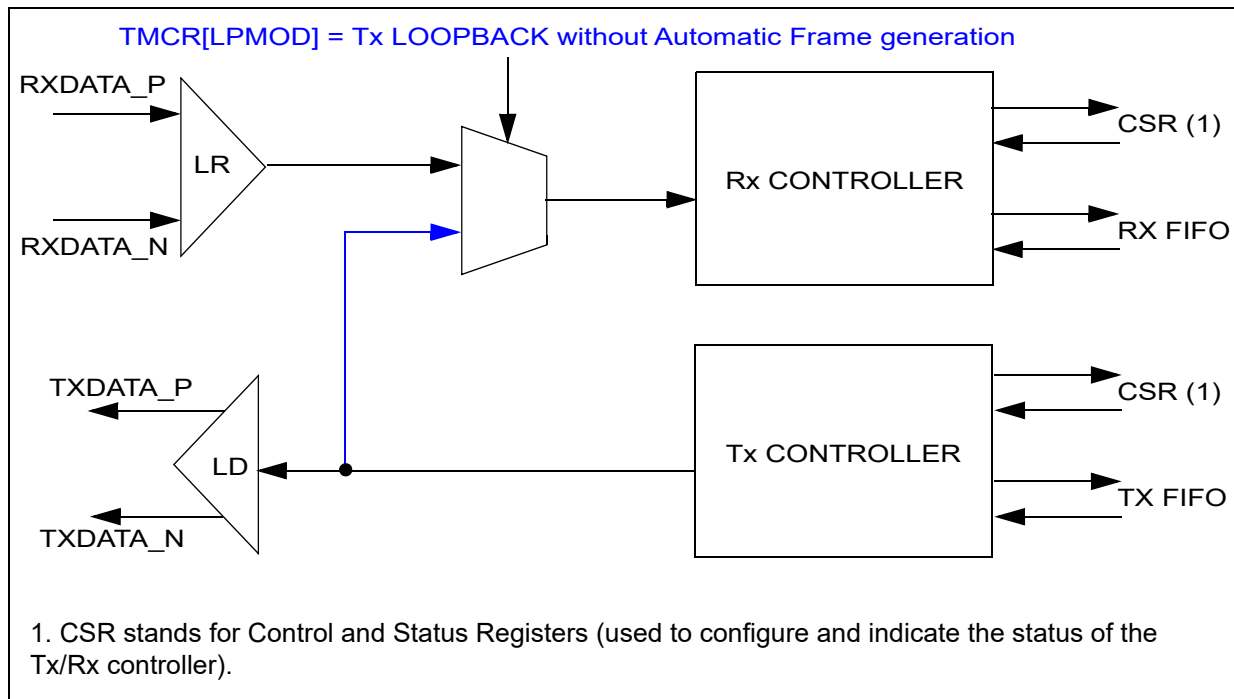 TMCR[LPMOD] = Tx LOOPBACK without Automatic Frame generation
RXDATA_P
LR
RXDATA_N
Rx CONTROLLER
CSR (1)
RX FIFO
TXDATA_P
LD
TXDATA_N
Tx CONTROLLER
CSR (1)
TX FIFO
1. CSR stands for Control and Status Registers (used to configure and indicate the status of the
Tx/Rx controller).